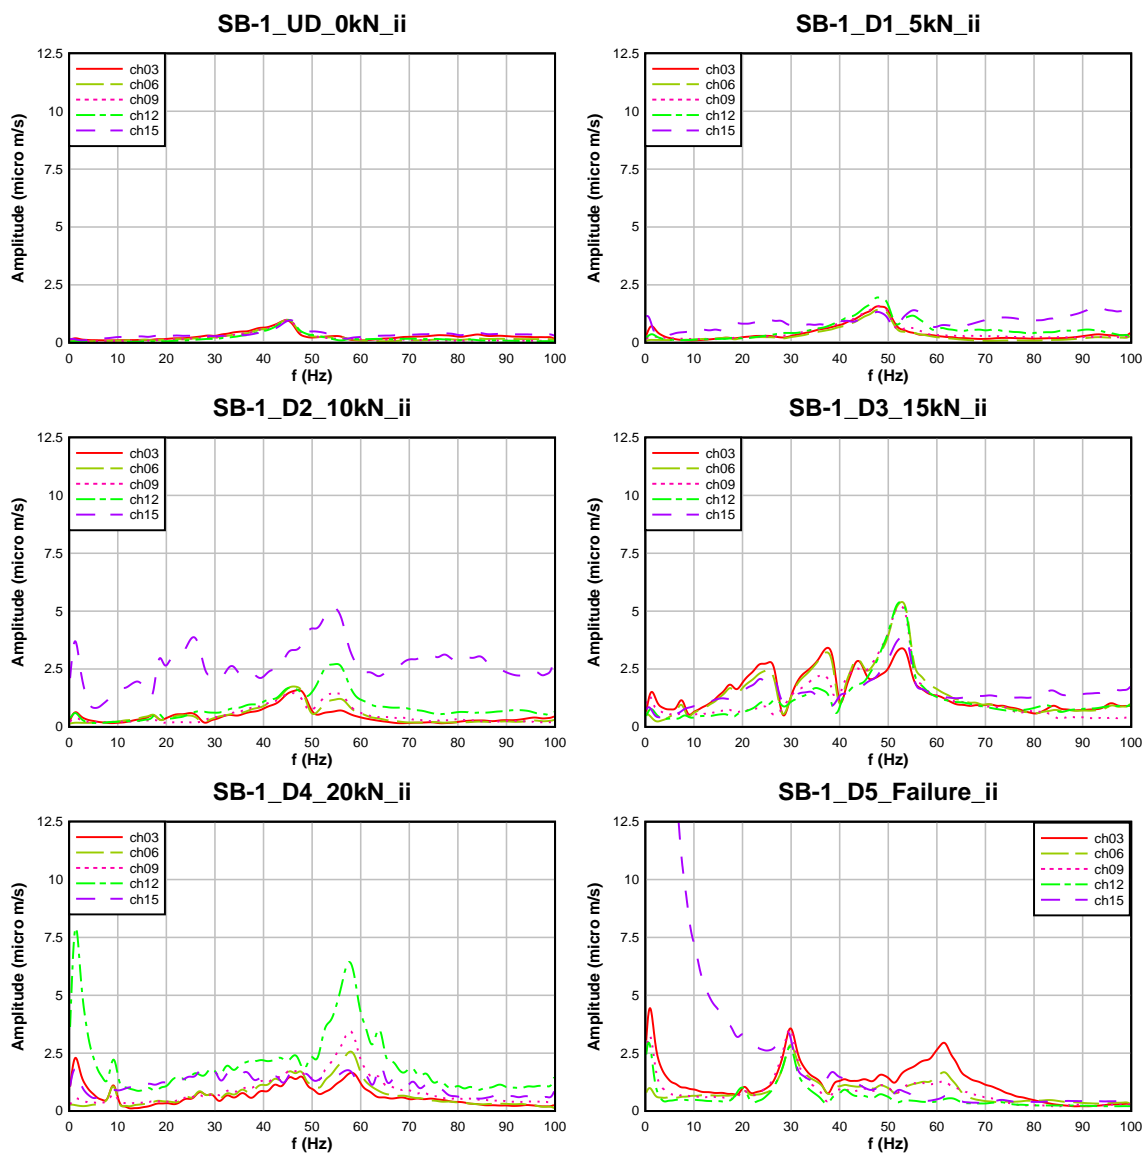 SB-1_UD_0kN_ii
Amplitude (micro m/s)
12.5
10
7.5
5
2.5
0
ch03
ch06
ch09
ch12
ch15
0 10 20 30 40 50 60 70 80 90 100
f (Hz)
SB-1_D1_5kN_ii
Amplitude (micro m/s)
12.5
10
7.5
5
2.5
0
ch03
ch06
ch09
ch12
ch15
0 10 20 30 40 50 60 70 80 90 100
f (Hz)
SB-1_D2_10kN_ii
Amplitude (micro m/s)
12.5
10
7.5
5
2.5
0
ch03
ch06
ch09
ch12
ch15
0 10 20 30 40 50 60 70 80 90 100
f (Hz)
SB-1_D3_15kN_ii
Amplitude (micro m/s)
12.5
10
7.5
5
2.5
0
ch03
ch06
ch09
ch12
ch15
0 10 20 30 40 50 60 70 80 90 100
f (Hz)
SB-1_D4_20kN_ii
Amplitude (micro m/s)
12.5
10
7.5
5
2.5
0
ch03
ch06
ch09
ch12
ch15
0 10 20 30 40 50 60 70 80 90 100
f (Hz)
SB-1_D5_Failure_ii
Amplitude (micro m/s)
12.5
10
7.5
5
2.5
0
ch03
ch06
ch09
ch12
ch15
0 10 20 30 40 50 60 70 80 90 100
f (Hz)